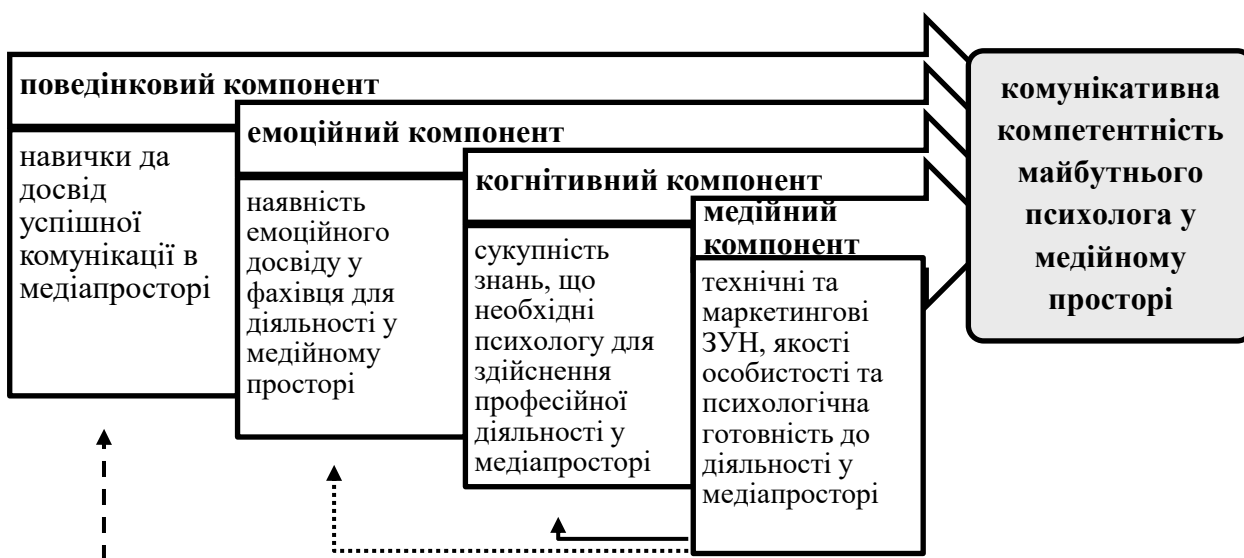 поведінковий компонент
навички да
досвід
успішної
комунікації в
медіапросторі
емоційний компонент
наявність
емоційного
досвіду у
фахівця для
діяльності у
медійному
просторі
когнітивний компонент
сукупність
знань, що
необхідні
психологу для
здійснення
професійної
діяльності у
медіапросторі
медійний
компонент
технічні та
маркетингові
ЗУН, якості
особистості та
психологічна
готовність до
діяльності у
медіапросторі
комунікативна
компетентність
майбутнього
психолога у
медійному
просторі